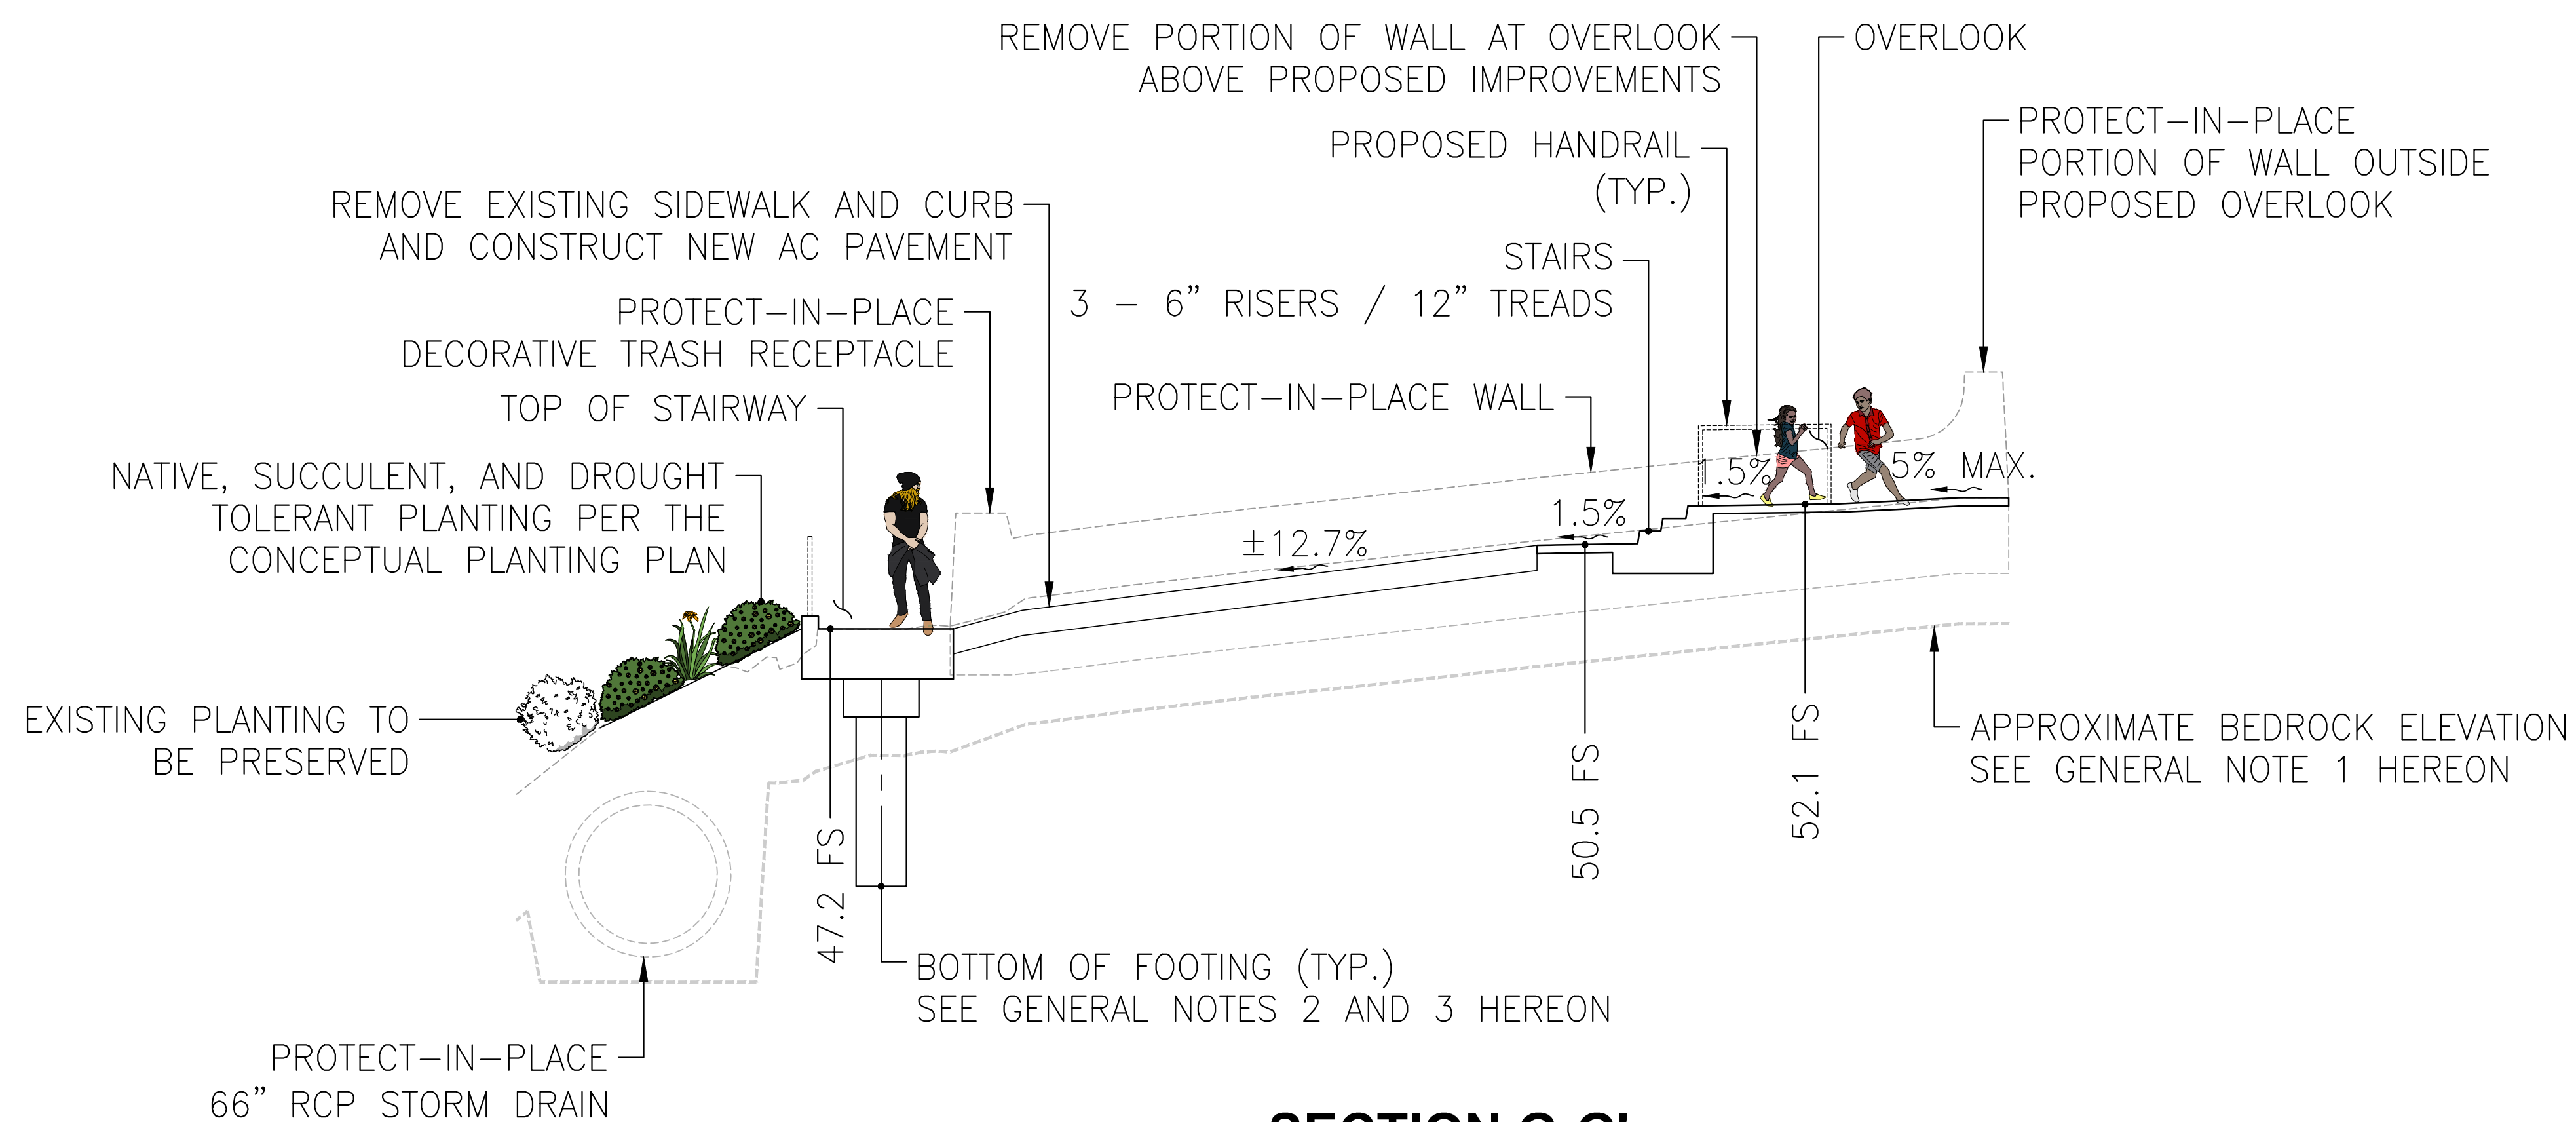 REMOVE PORTION OF WALL AT OVERLOOK
ABOVE PROPOSED IMPROVEMENTS
OVERLOOK
PROTECT-IN-PLACE
PORTION OF WALL OUTSIDE
PROPOSED OVERLOOK
PROPOSED HANDRAIL
(TYP.)
REMOVE EXISTING SIDEWALK AND CURB
AND CONSTRUCT NEW AC PAVEMENT
STAIRS
3 - 6" RISERS / 12" TREADS
PROTECT-IN-PLACE
DECORATIVE TRASH RECEPTACLE
PROTECT-IN-PLACE WALL
TOP OF STAIRWAY
NATIVE, SUCCULENT, AND DROUGHT
TOLERANT PLANTING PER THE
CONCEPTUAL PLANTING PLAN
1.5%
5% MAX.
1.5%
±12.7%
EXISTING PLANTING TO
BE PRESERVED
47.2 FS
50.5 FS
52.1 FS
APPROXIMATE BEDROCK ELEVATION
SEE GENERAL NOTE 1 HEREON
BOTTOM OF FOOTING (TYP.)
SEE GENERAL NOTES 2 AND 3 HEREON
PROTECT-IN-PLACE
66" RCP STORM DRAIN
SECTION